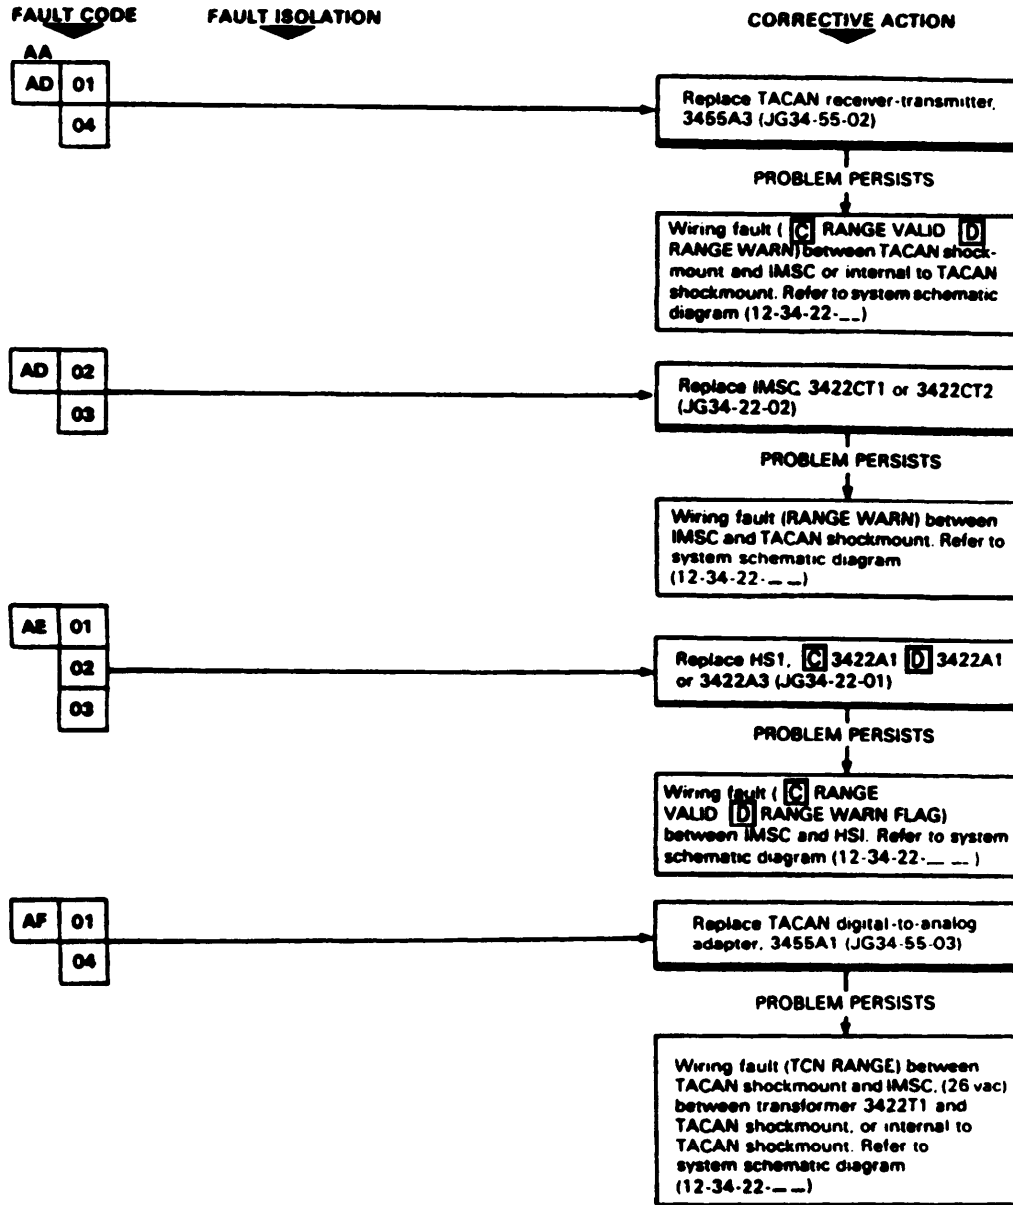 FAULT CODE
FAULT ISOLATION
CORRECTIVE ACTION
AA
AD 01
04
Replace TACAN receiver-transmitter,
3455A3 (JG34-55-02)
PROBLEM PERSISTS
Wiring fault ( C RANGE VALID D
RANGE WARN) between TACAN shock-
mount and IMSC or internal to TACAN
shockmount. Refer to system schematic
diagram (12-34-22-__)
AD 02
03
Replace IMSC, 3422CT1 or 3422CT2
(JG34-22-02)
PROBLEM PERSISTS
Wiring fault (RANGE WARN) between
IMSC and TACAN shockmount. Refer to
system schematic diagram
(12-34-22-__)
AE 01
02
03
Replace HS1, C 3422A1 D 3422A1
or 3422A3 (JG34-22-01)
PROBLEM PERSISTS
Wiring fault ( C RANGE
VALID D RANGE WARN FLAG)
between IMSC and HSI. Refer to system
schematic diagram (12-34-22-__ )
AF 01
04
Replace TACAN digital-to-analog
adapter, 3455A1 (JG34-55-03)
PROBLEM PERSISTS
Wiring fault (TCN RANGE) between
TACAN shockmount and IMSC, (26 vac)
between transformer 3422T1 and
TACAN shockmount, or internal to
TACAN shockmount. Refer to
system schematic diagram
(12-34-22-__)